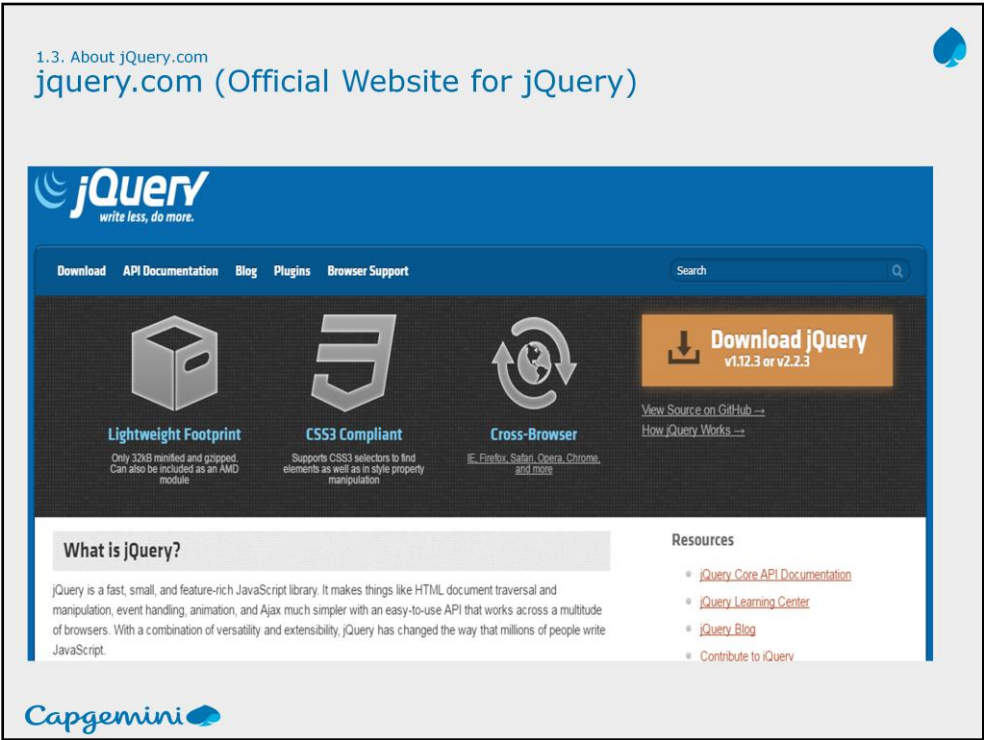 1.3. About jQuery.com
jquery.com (Official Website for jQuery)
jQuery
write less, do more.
Download API Documentation Blog Plugins Browser Support
Search
Lightweight Footprint
Only 32kB minified and gzipped.
Can also be included as an AMD
module
CSS3 Compliant
Supports CSS3 selectors to find
elements as well as in style property
manipulation
Cross-Browser
IE, Firefox, Safari, Opera, Chrome,
and more
Download jQuery
v1.12.3 or v2.2.3
View Source on GitHub →
How jQuery Works →
What is jQuery?
jQuery is a fast, small, and feature-rich JavaScript library. It makes things like HTML document traversal and
manipulation, event handling, animation, and Ajax much simpler with an easy-to-use API that works across a multitude
of browsers. With a combination of versatility and extensibility, jQuery has changed the way that millions of people write
JavaScript.
Resources
jQuery Core API Documentation
jQuery Learning Center
jQuery Blog
Contribute to jQuery
Capgemini